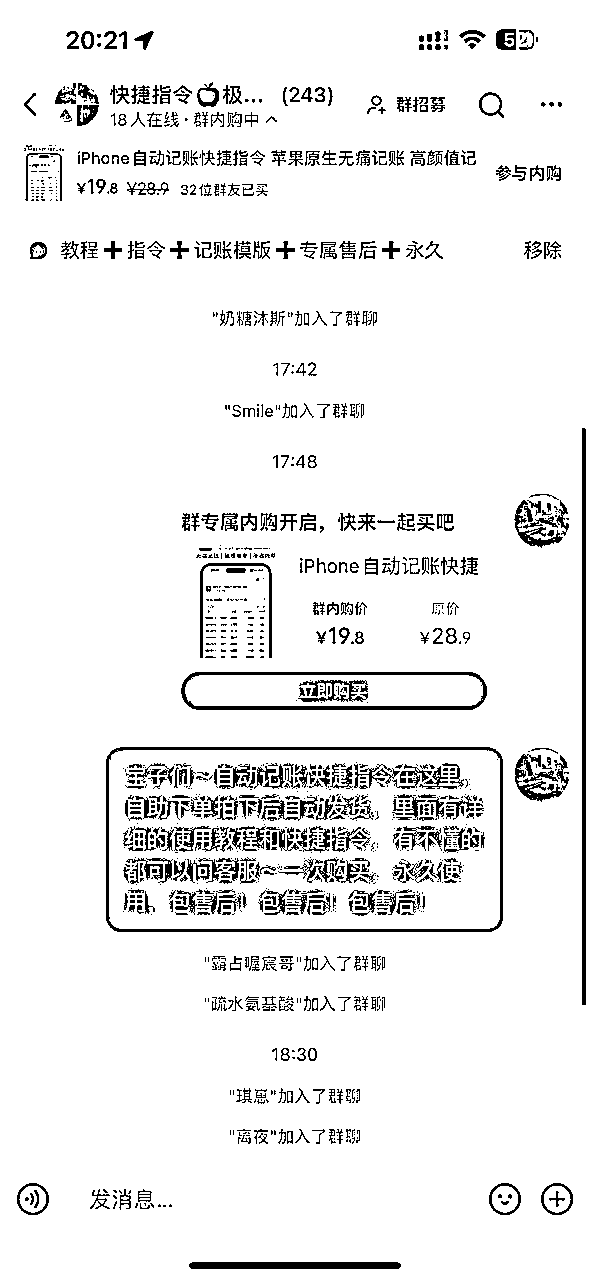 20:21
52
快捷指令🍎极... (243)
群招募
18人在线·群内购中
iPhone自动记账快捷指令 苹果原生无痛记账 高颜值记
¥19.8 ¥28.9 32位群友已买
参与内购
教程➕指令➕记账模版➕专属售后➕永久
移除
"奶糖沐斯"加入了群聊
17:42
"Smile"加入了群聊
17:48
群专属内购开启，快来一起买吧
iPhone自动记账快捷
群内购价 原价
¥19.8 ¥28.9
立即购买
宝子们~自动记账快捷指令在这里，
自助下单拍下后自动发货，里面有详
细的使用教程和快捷指令，有不懂的
都可以问客服~一次购买，永久使
用，包售后！包售后！包售后！
"霸占喔宸哥"加入了群聊
"疏水氨基酸"加入了群聊
18:30
"琪崽"加入了群聊
"离夜"加入了群聊
发消息...